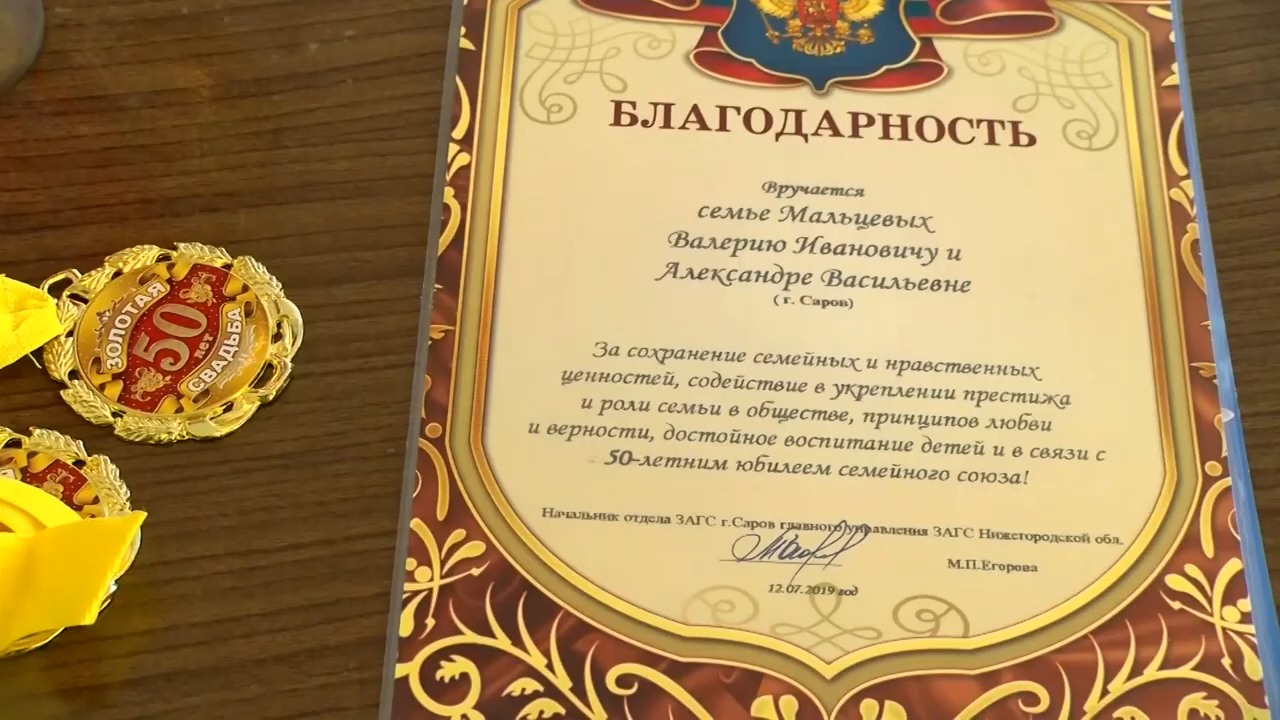 БЛАГОДАРНОСТЬ
Вручается
семье Мальцевых
Валерию Ивановичу и
Александре Васильевне
( г. Саров)
За сохранение семейных и нравственных
ценностей, содействие в укреплении престижа
и роли семьи в обществе, принципов любви
и верности, достойное воспитание детей и в связи с
50-летним юбилеем семейного союза!
Начальник отдела ЗАГС г.Саров главного управления ЗАГС Нижегородской обл.
М.П.Егорова
12.07.2019 год
ЗОЛОТАЯ
50
лет
СВАДЬБА